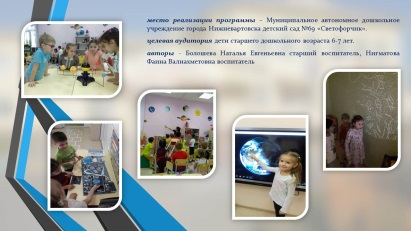 место реализации программы - Муниципальное автономное дошкольное
учреждение города Нижневартовска детский сад №69 «Светофорчик».
целевая аудитория дети старшего дошкольного возраста 6-7 лет.
авторы - Болошева Наталья Евгеньевна старший воспитатель, Нигматова
Фаина Валиахметовна воспитатель